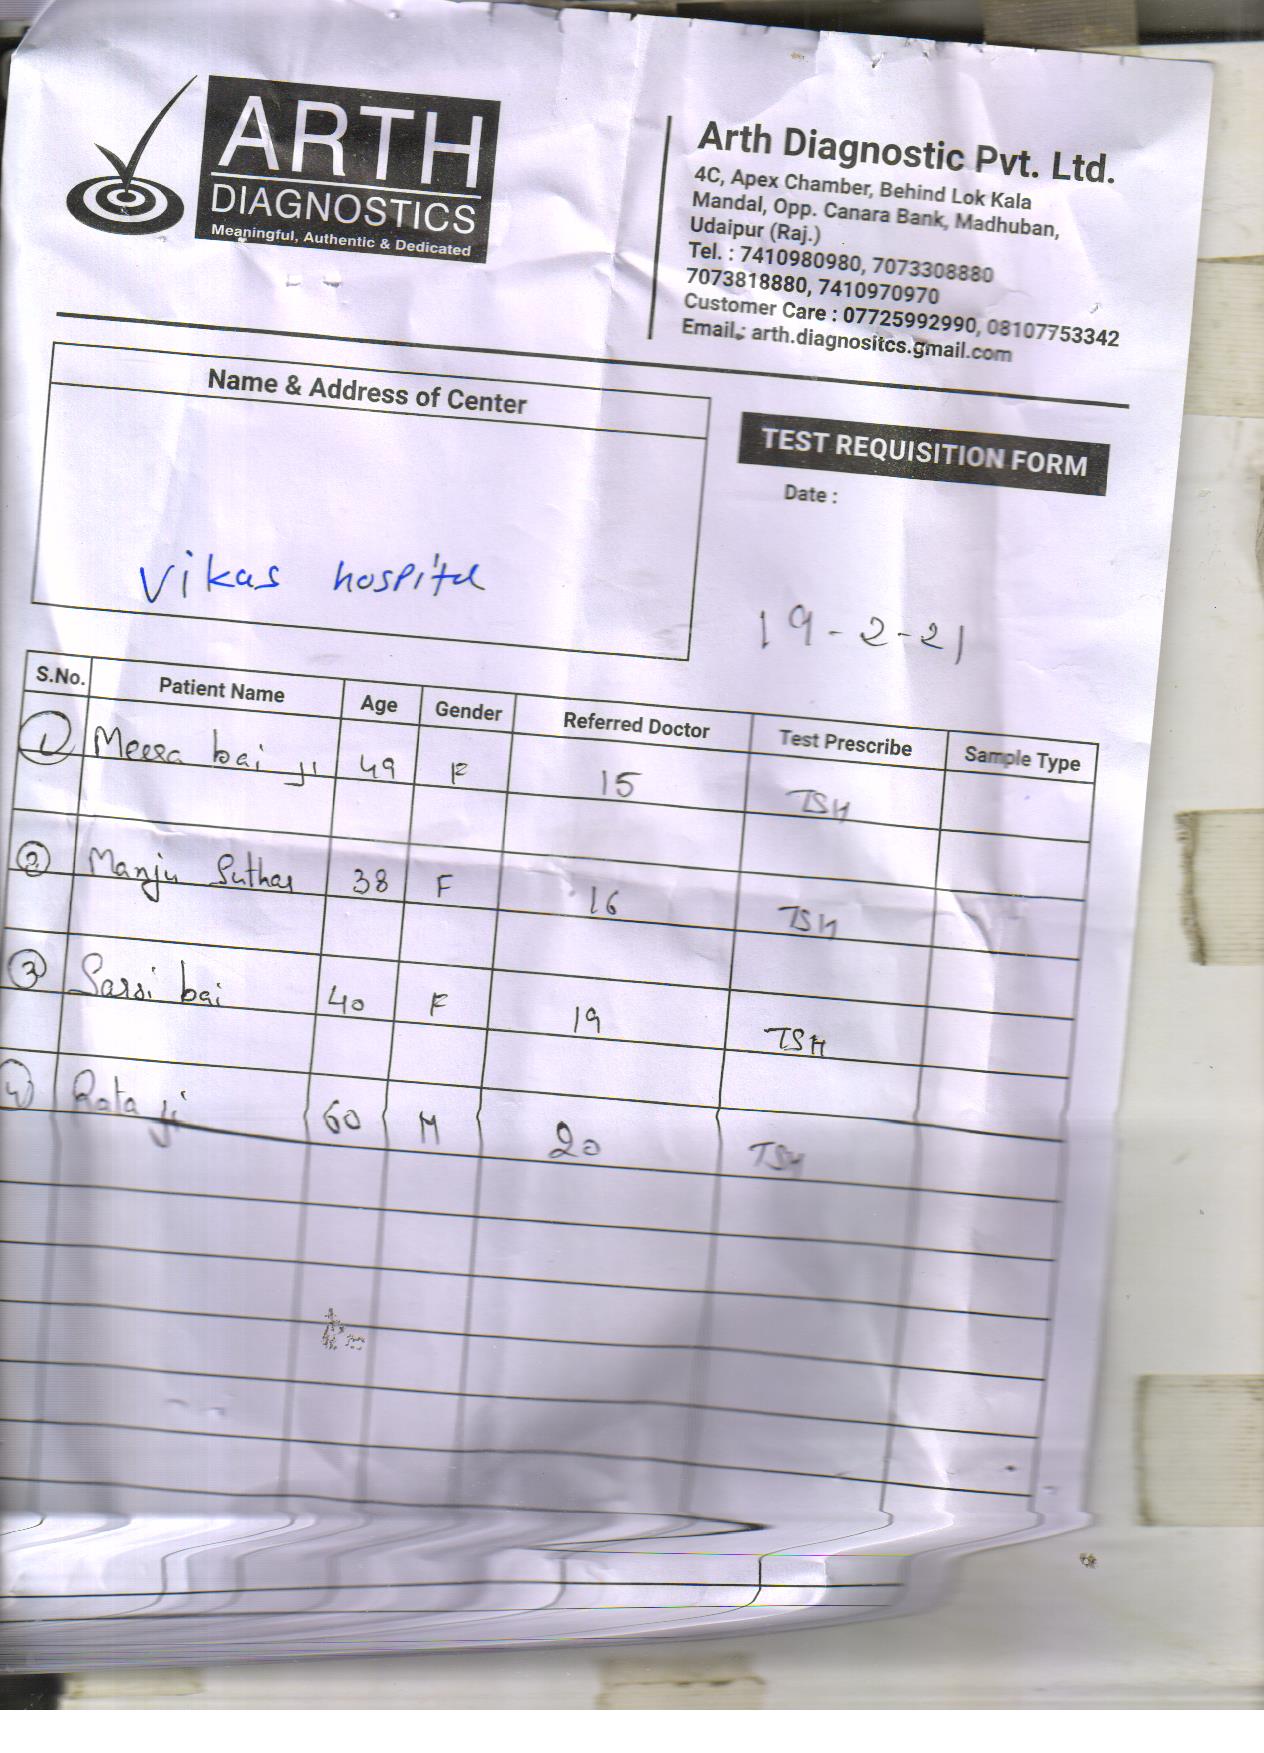 ARTH
DIAGNOSTICS
Meaningful, Authentic & Dedicated
Arth Diagnostic Pvt. Ltd.
4C, Apex Chamber, Behind Lok Kala
Mandal, Opp. Canara Bank, Madhuban,
Udaipur (Raj.)
Tel. : 7410980980, 7073308880
7073818880, 7410970970
Customer Care : 07725992990, 08107753342
Email.: arth.diagnositcs.gmail.com
Name & Address of Center
Vikas hospital
TEST REQUISITION FORM
Date :
19-2-21
S.No. Patient Name Age Gender Referred Doctor Test Prescribe Sample Type
1 Meera bai ji 49 F 15 TSH
2 Manju Suthar 38 F 16 TSH
3 Sarsi bai 40 F 19 TSH
4 Rata ji 60 M 20 TSH